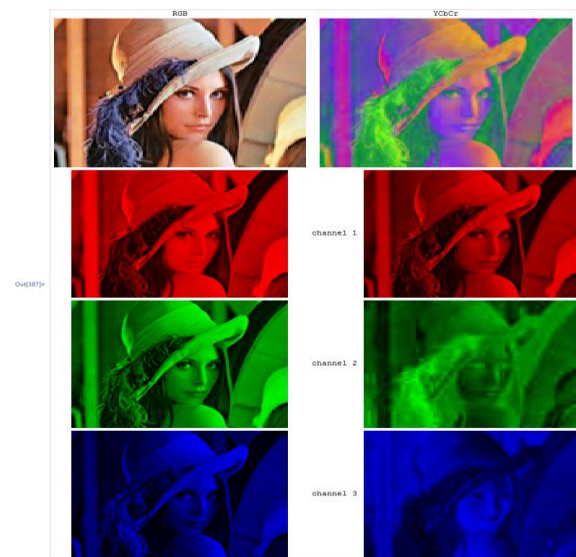 RGB
YCbCr
channel 1
Out[387]=
channel 2
channel 3